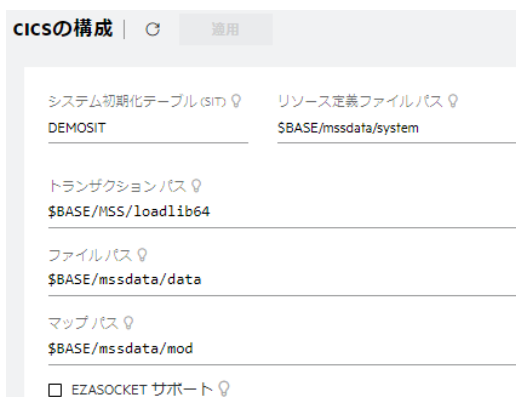 CICSの構成 適用
システム初期化テーブル (SIT) リソース定義ファイル パス
DEMOSIT $BASE/mssdata/system
トランザクション パス
$BASE/MSS/loadlib64
ファイル パス
$BASE/mssdata/data
マップ パス
$BASE/mssdata/mod
EZASOCKET サポート